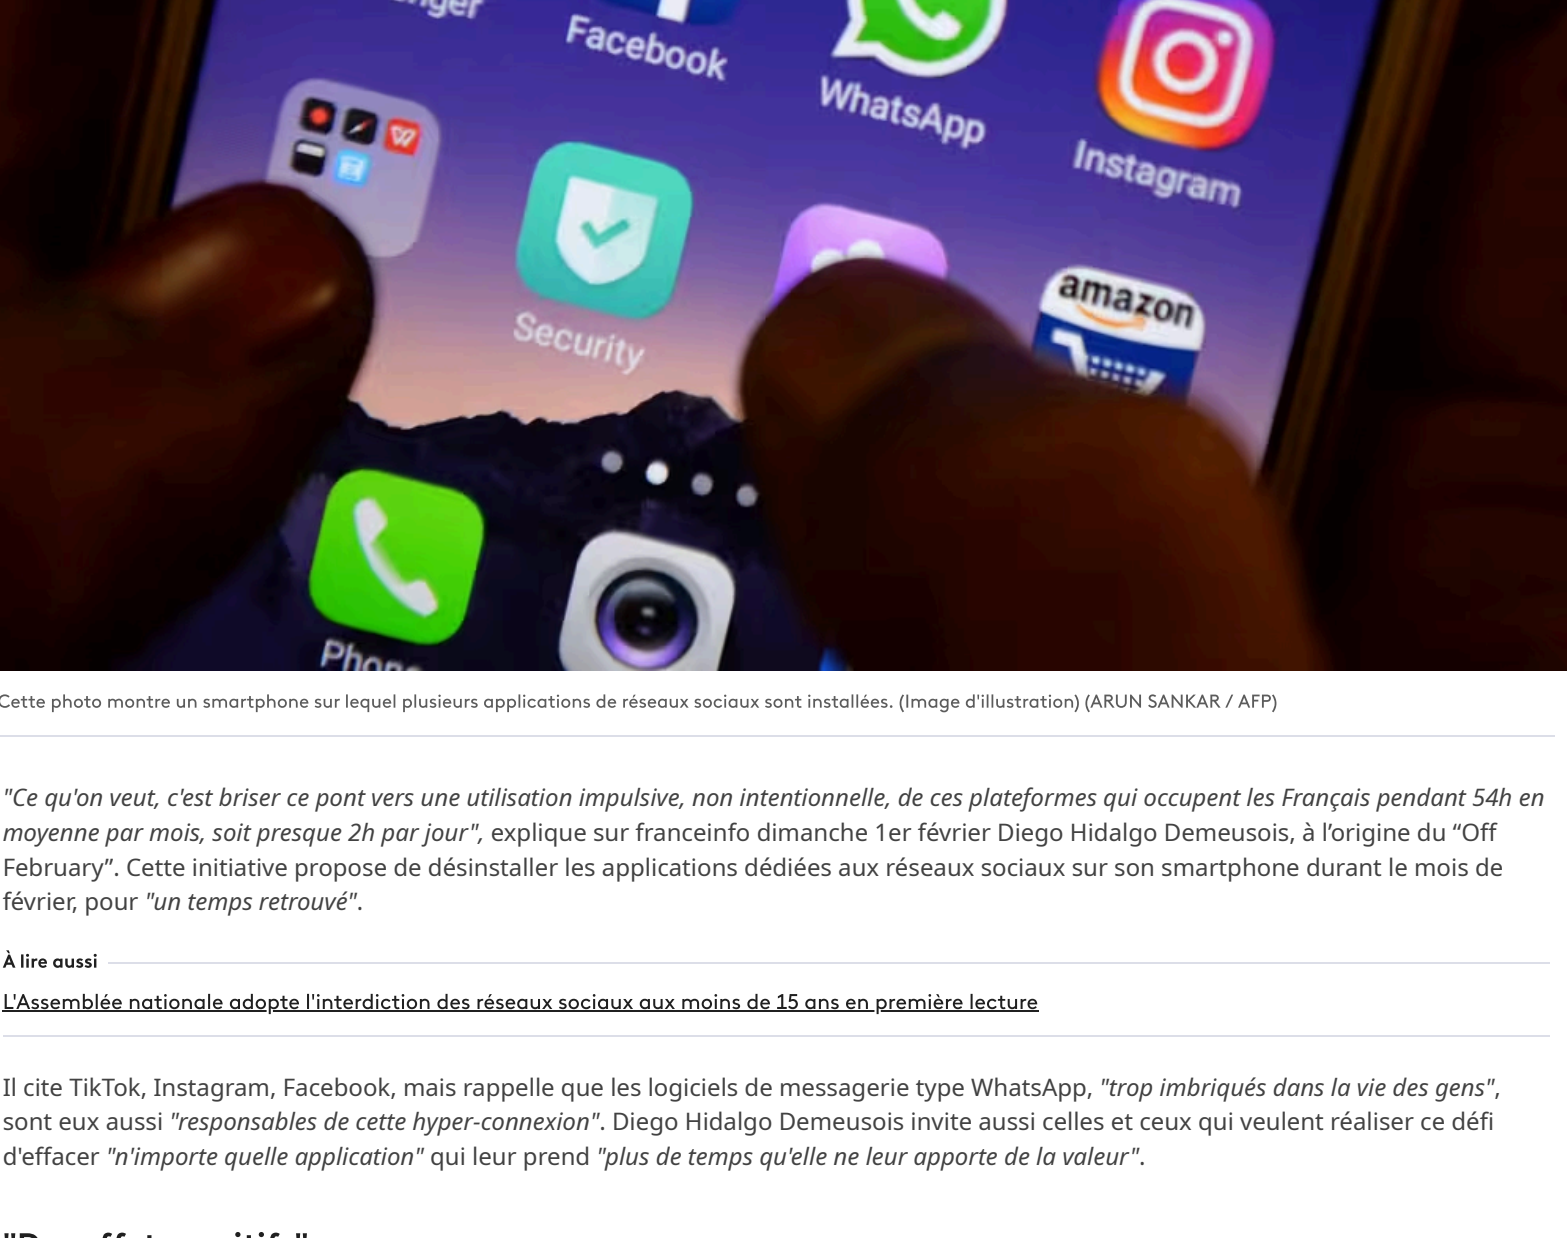 Facebook
WhatsApp
Instagram
Security
amazon
Cette photo montre un smartphone sur lequel plusieurs applications de réseaux sociaux sont installées. (Image d'illustration) (ARUN SANKAR / AFP)
"Ce qu'on veut, c'est briser ce pont vers une utilisation impulsive, non intentionnelle, de ces plateformes qui occupent les Français pendant 54h en
moyenne par mois, soit presque 2h par jour", explique sur franceinfo dimanche 1er février Diego Hidalgo Demeusois, à l’origine du “Off
February”. Cette initiative propose de désinstaller les applications dédiées aux réseaux sociaux sur son smartphone durant le mois de
février, pour "un temps retrouvé".
À lire aussi
L'Assemblée nationale adopte l'interdiction des réseaux sociaux aux moins de 15 ans en première lecture
Il cite TikTok, Instagram, Facebook, mais rappelle que les logiciels de messagerie type WhatsApp, "trop imbriqués dans la vie des gens",
sont eux aussi "responsables de cette hyper-connexion". Diego Hidalgo Demeusois invite aussi celles et ceux qui veulent réaliser ce défi
d'effacer "n'importe quelle application" qui leur prend "plus de temps qu'elle ne leur apporte de la valeur".